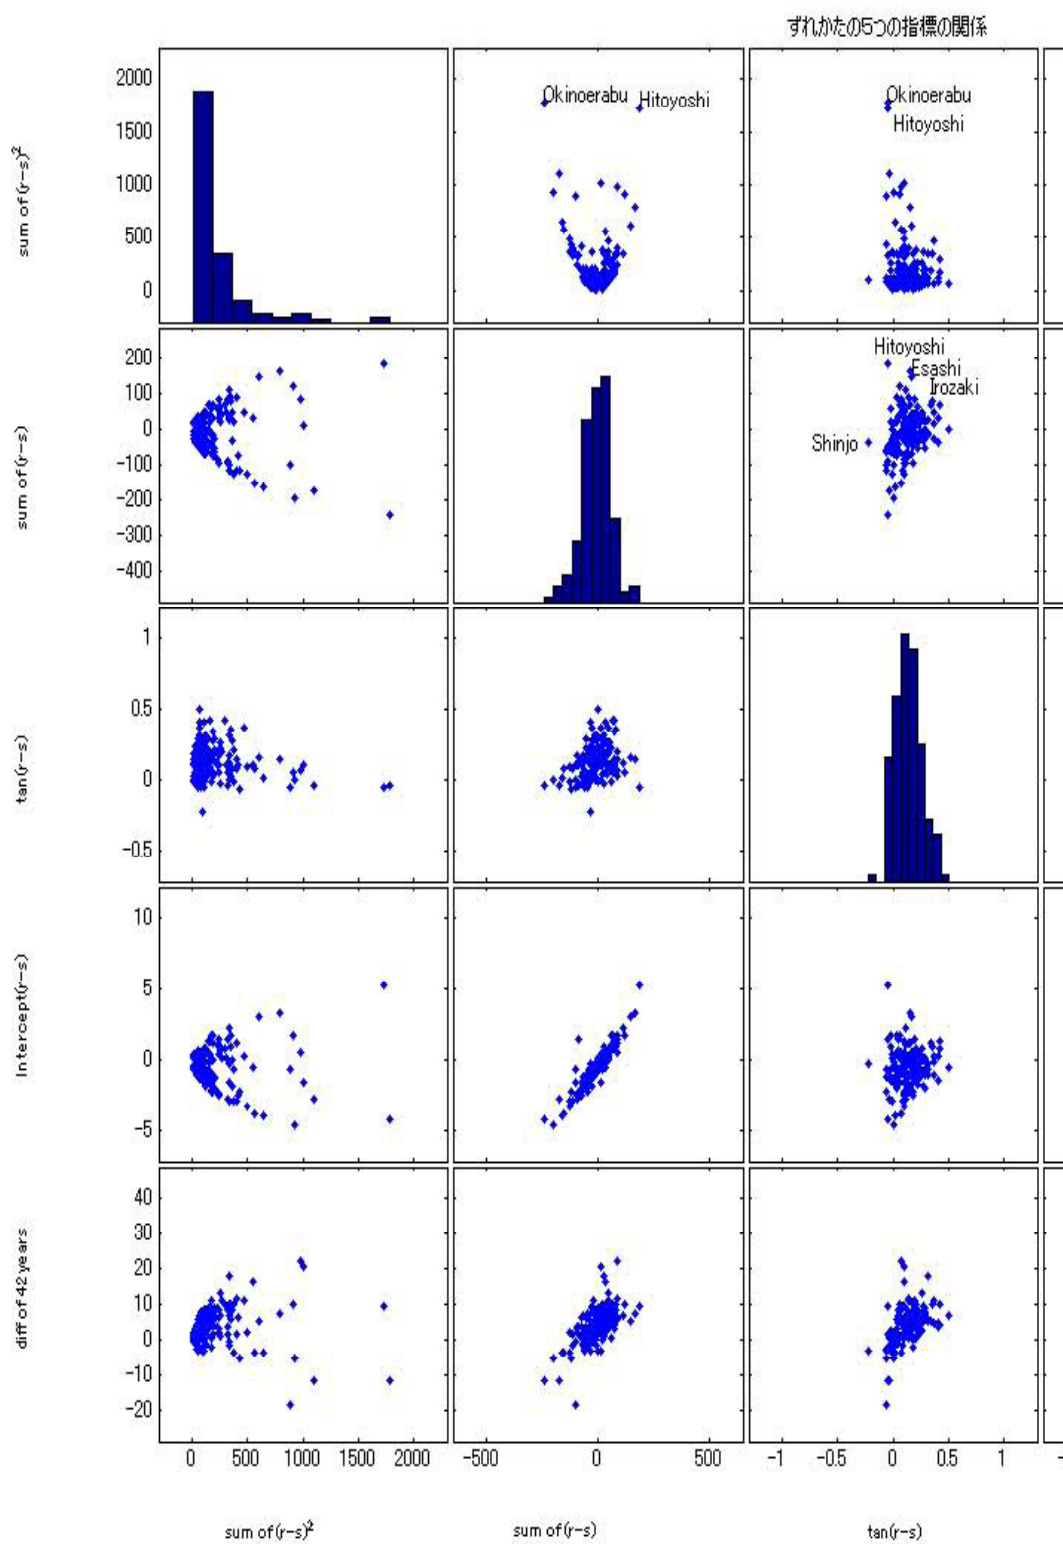 ずれかたの5つの指標の関係
sum of(r-s)²
2000
1500
1000
500
0
Okinoerabu Hitoyoshi
Okinoerabu
Hitoyoshi
sum of(r-s)
200
100
0
-100
-200
-300
-400
Hitoyoshi
Esashi
Irozaki
Shinjo
tan(r-s)
1
0.5
0
-0.5
Intercept(r-s)
10
5
0
-5
diff of 42 years
40
30
20
10
0
-10
-20
0 500 1000 1500 2000
-500 0 500
-1 -0.5 0 0.5 1
sum of(r-s)²
sum of(r-s)
tan(r-s)